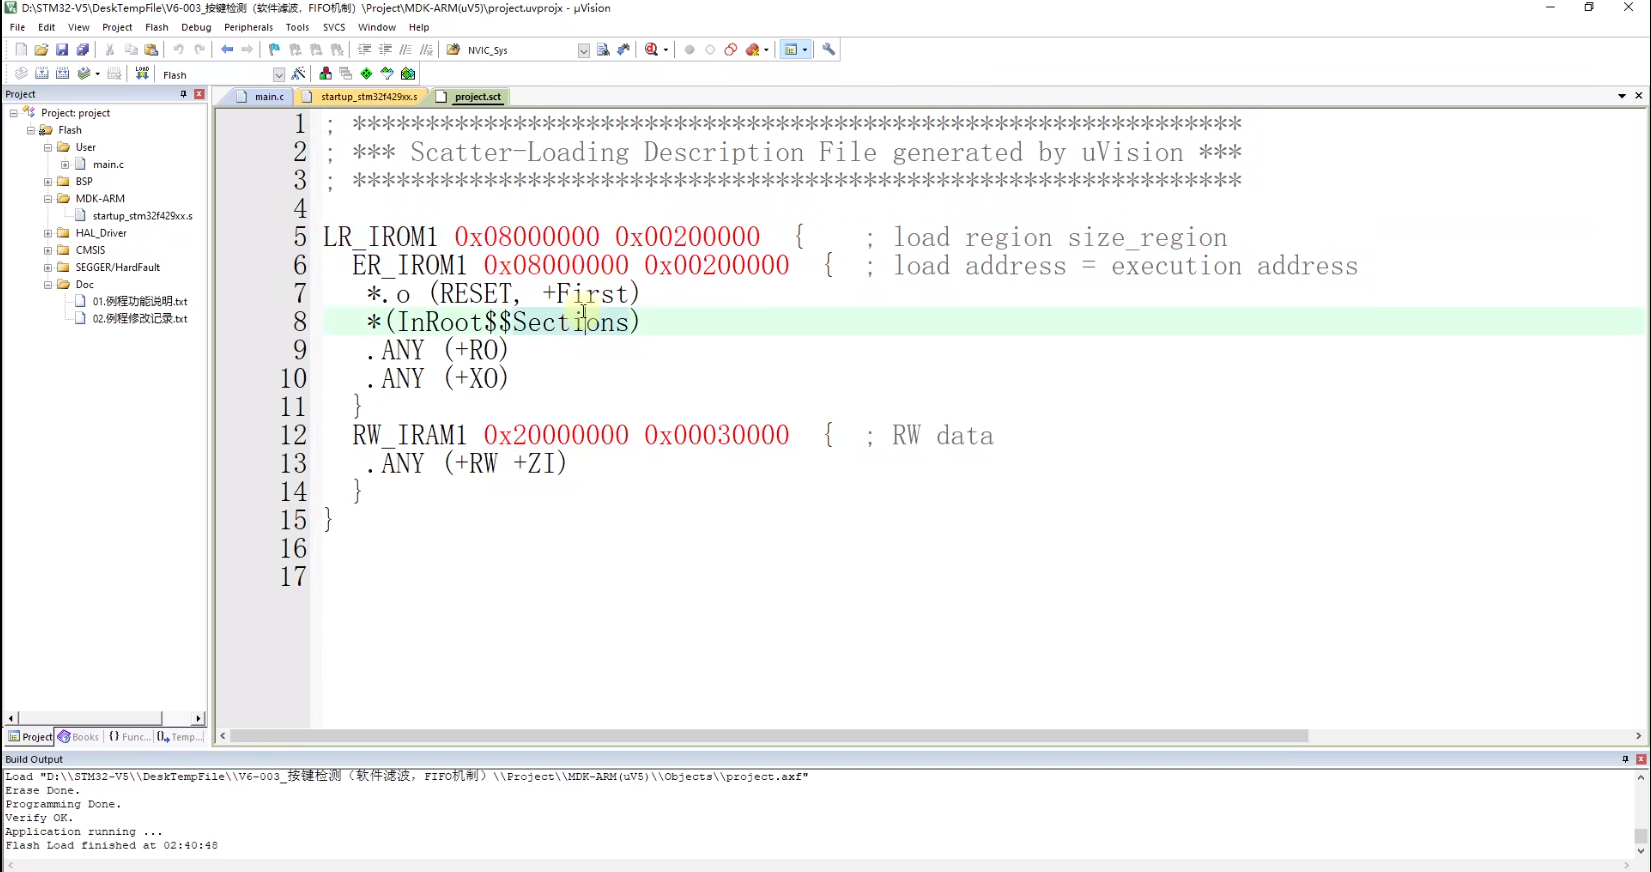 D:\STM32-V5\DeskTempFile\V6-003_按键检测（软件滤波，FIFO机制）\Project\MDK-ARM(uV5)\project.uvprojx - µVision
File Edit View Project Flash Debug Peripherals Tools SVCS Window Help
NVIC_Sys
LOAD Flash
Project
main.c startup_stm32f429xx.s project.sct
Project: project
Flash
User
main.c
BSP
MDK-ARM
startup_stm32f429xx.s
HAL_Driver
CMSIS
SEGGER/HardFault
Doc
01.例程功能说明.txt
02.例程修改记录.txt
1 ; *************************************************************
2 ; *** Scatter-Loading Description File generated by uVision ***
3 ; *************************************************************
4
5 LR_IROM1 0x08000000 0x00200000 { ; load region size_region
6 ER_IROM1 0x08000000 0x00200000 { ; load address = execution address
7 *.o (RESET, +First)
8 *(InRoot$$Sections)
9 .ANY (+RO)
10 .ANY (+XO)
11 }
12 RW_IRAM1 0x20000000 0x00030000 { ; RW data
13 .ANY (+RW +ZI)
14 }
15 }
16
17
Project Books {} Func... Temp...
Build Output
Load "D:\\STM32-V5\\DeskTempFile\\V6-003_按键检测（软件滤波，FIFO机制）\\Project\\MDK-ARM(uV5)\\Objects\\project.axf"
Erase Done.
Programming Done.
Verify OK.
Application running ...
Flash Load finished at 02:40:48